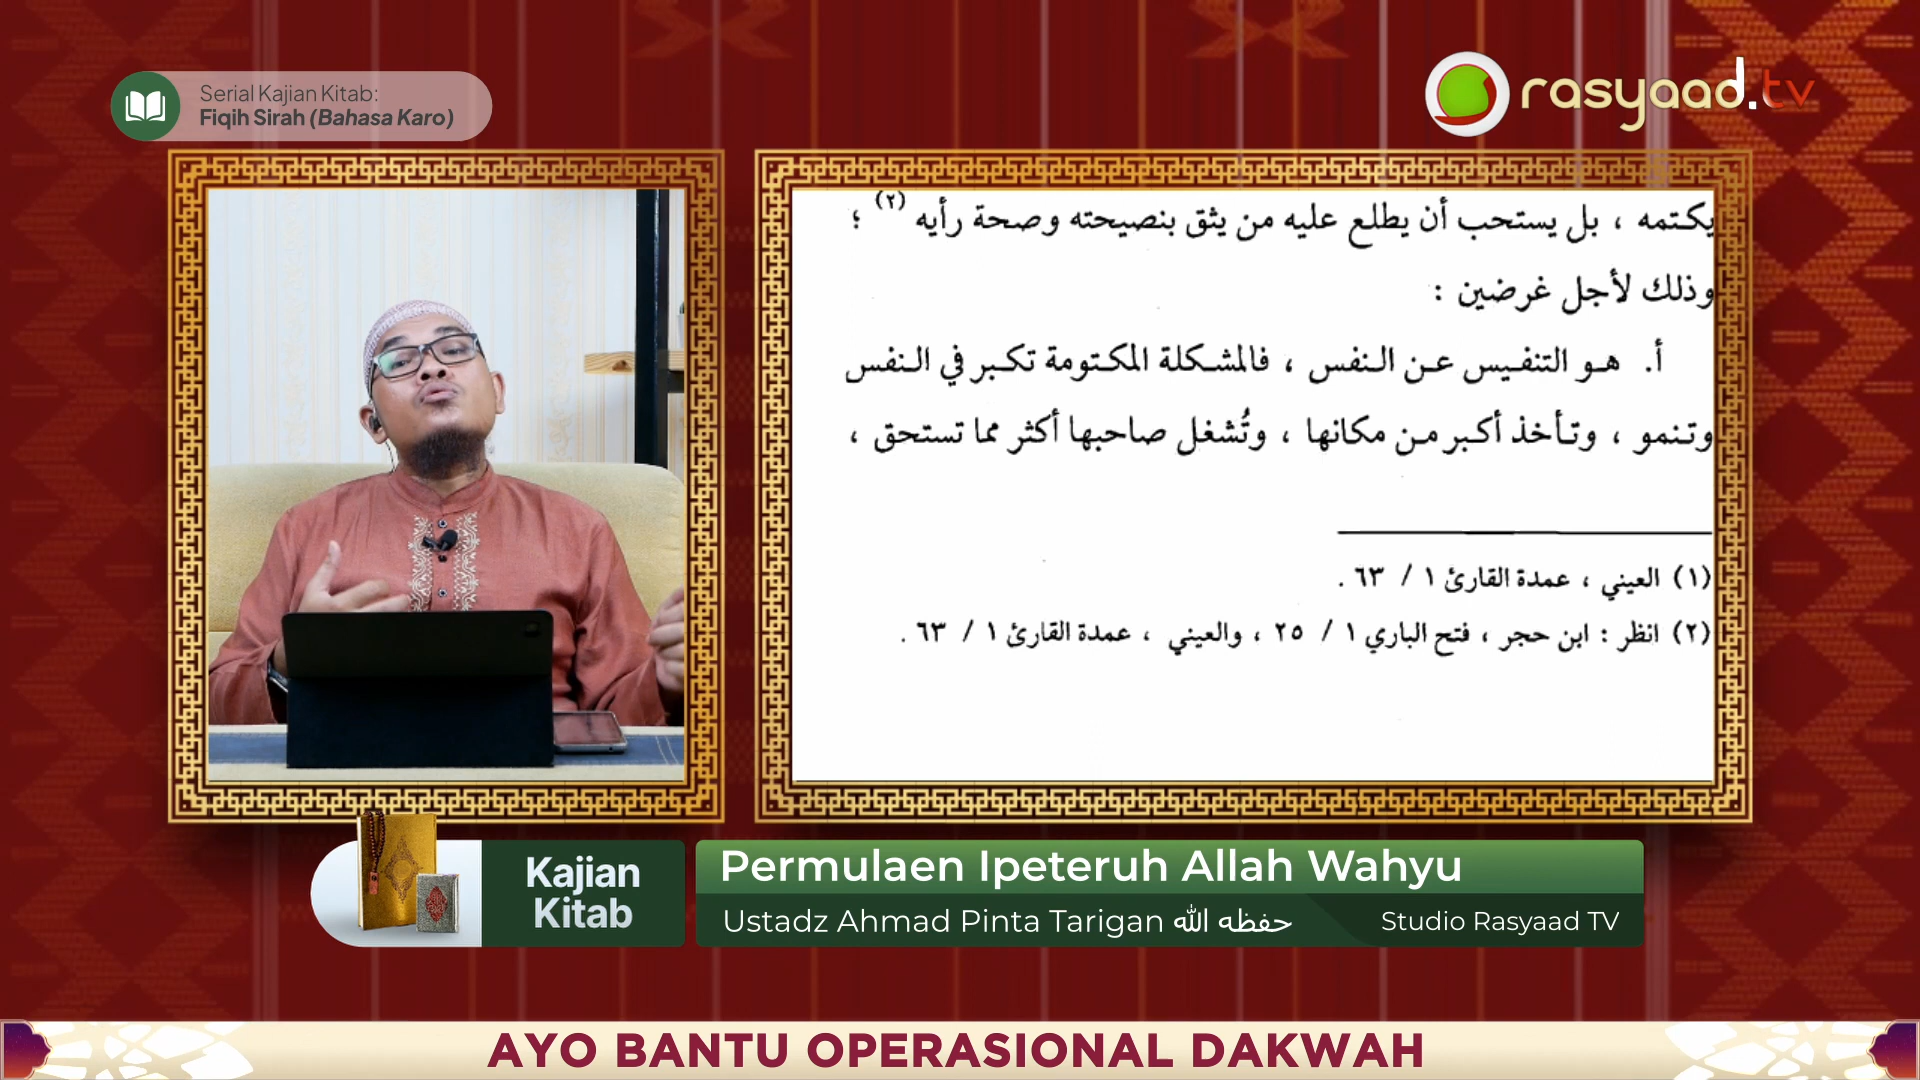 Serial Kajian Kitab:
Fiqih Sirah (Bahasa Karo)
rasyaad.tv
يكتمه ، بل يستحب أن يطلع عليه من يثق بنصيحته وصحة رأيه (٢) ؛
وذلك لأجل غرضين :
أ. هو التنفيس عن النفس ، فالمشكلة المكتومة تكبر في النفس
وتنمو ، وتأخذ أكبر من مكانها ، وتُشغل صاحبها أكثر مما تستحق ،
(١) العيني ، عمدة القارئ ١ / ٦٣ .
(٢) انظر : ابن حجر ، فتح الباري ١ / ٢٥ ، والعيني ، عمدة القارئ ١ / ٦٣ .
Kajian
Kitab
Permulaen Ipeteruh Allah Wahyu
Ustadz Ahmad Pinta Tarigan حفظه الله
Studio Rasyaad TV
AYO BANTU OPERASIONAL DAKWAH